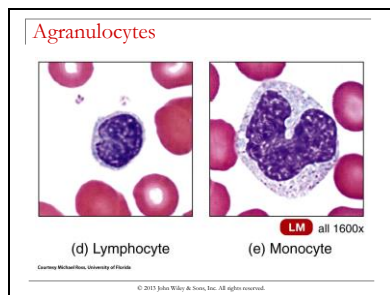 Agranulocytes
LM all 1600x
(d) Lymphocyte
(e) Monocyte
Courtesy Michael Ross, University of Florida
© 2013 John Wiley & Sons, Inc. All rights reserved.